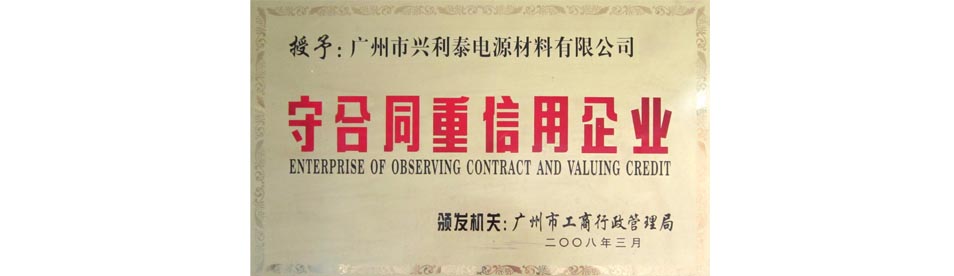 授予：广州市兴利泰电源材料有限公司
守合同重信用企业
ENTERPRISE OF OBSERVING CONTRACT AND VALUING CREDIT
颁发机关：广州市工商行政管理局
二〇〇八年三月